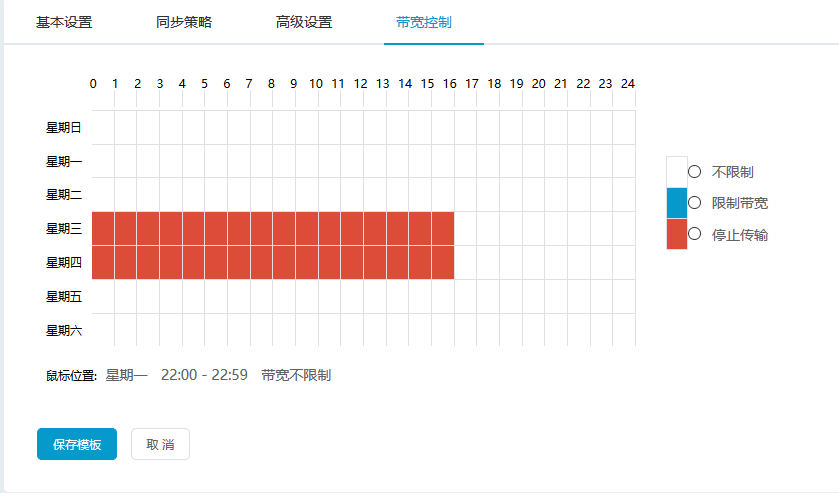 基本设置 同步策略 高级设置 带宽控制
0 1 2 3 4 5 6 7 8 9 10 11 12 13 14 15 16 17 18 19 20 21 22 23 24
星期日
星期一
不限制
星期二
限制带宽
星期三
停止传输
星期四
星期五
星期六
鼠标位置: 星期一 22:00 - 22:59 带宽不限制
保存模板 取 消